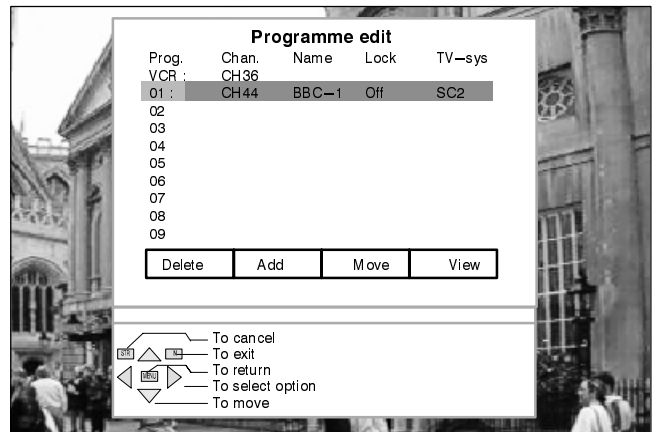 Programme edit
Prog. Chan. Name Lock TV-sys
VCR : CH36
01 : CH44 BBC-1 Off SC2
02
03
04
05
06
07
08
09
Delete Add Move View
To cancel
STR N To exit
MENU To return
To select option
To move